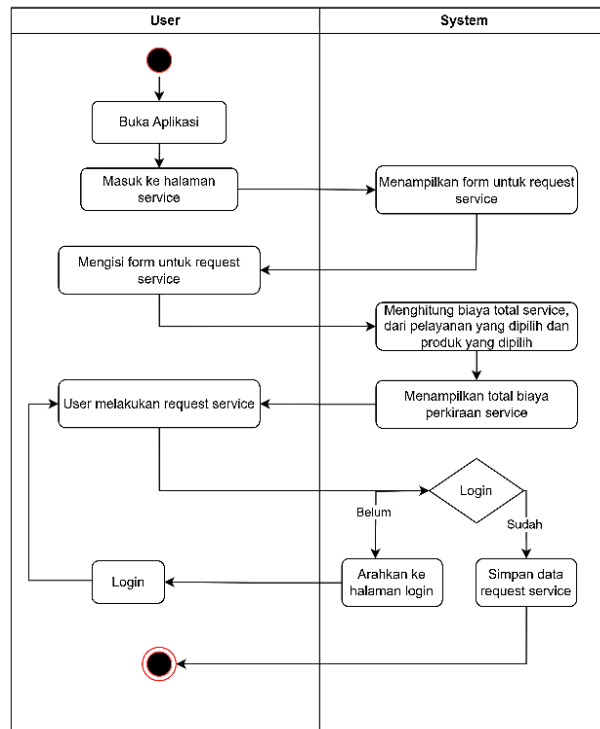 User
System
Buka Aplikasi
Masuk ke halaman
service
Menampilkan form untuk request
service
Mengisi form untuk request
service
Menghitung biaya total service,
dari pelayanan yang dipilih dan
produk yang dipilih
User melakukan request service
Menampilkan total biaya
perkiraan service
Login
Belum
Sudah
Login
Arahkan ke
halaman login
Simpan data
request service